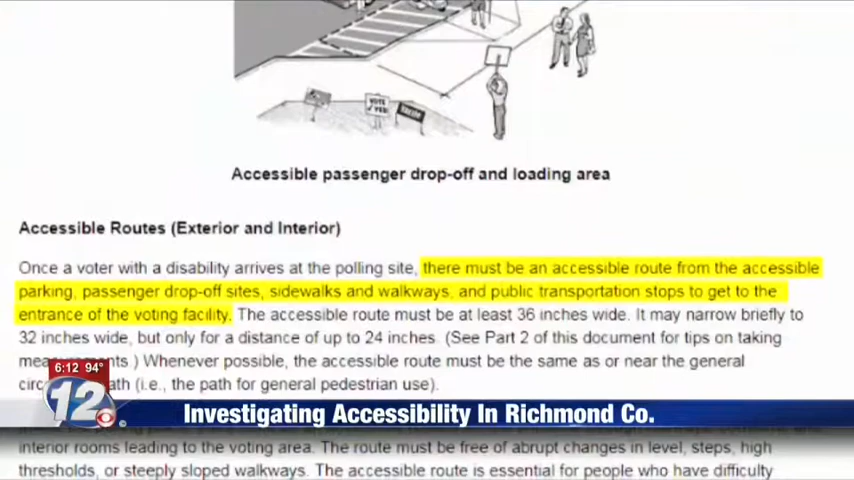 VOTE
YES!
Accessible passenger drop-off and loading area
Accessible Routes (Exterior and Interior)
Once a voter with a disability arrives at the polling site, there must be an accessible route from the accessible
parking, passenger drop-off sites, sidewalks and walkways, and public transportation stops to get to the
entrance of the voting facility. The accessible route must be at least 36 inches wide. It may narrow briefly to
32 inches wide, but only for a distance of up to 24 inches. (See Part 2 of this document for tips on taking
) Whenever possible, the accessible route must be the same as or near the general
(i.e., the path for general pedestrian use).
6:12 94°
12
Investigating Accessibility In Richmond Co.
interior rooms leading to the voting area. The route must be free of abrupt changes in level, steps, high
thresholds, or steeply sloped walkways. The accessible route is essential for people who have difficulty